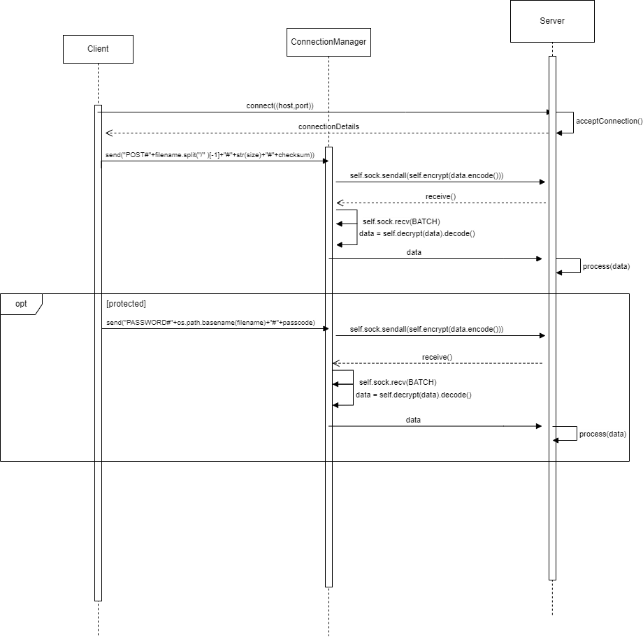 Server
ConnectionManager
Client
connect((host,port))
acceptConnection()
connectionDetails
send("POST#"+filename.split("/" )[-1]+"#"+str(size)+"#"+checksum))
self.sock.sendall(self.encrypt(data.encode()))
receive()
self.sock.recv(BATCH)
data = self.decrypt(data).decode()
data
process(data)
opt
[protected]
send("PASSWORD#"+os.path.basename(filename)+"#"+passcode)
self.sock.sendall(self.encrypt(data.encode()))
receive()
self.sock.recv(BATCH)
data = self.decrypt(data).decode()
data
process(data)